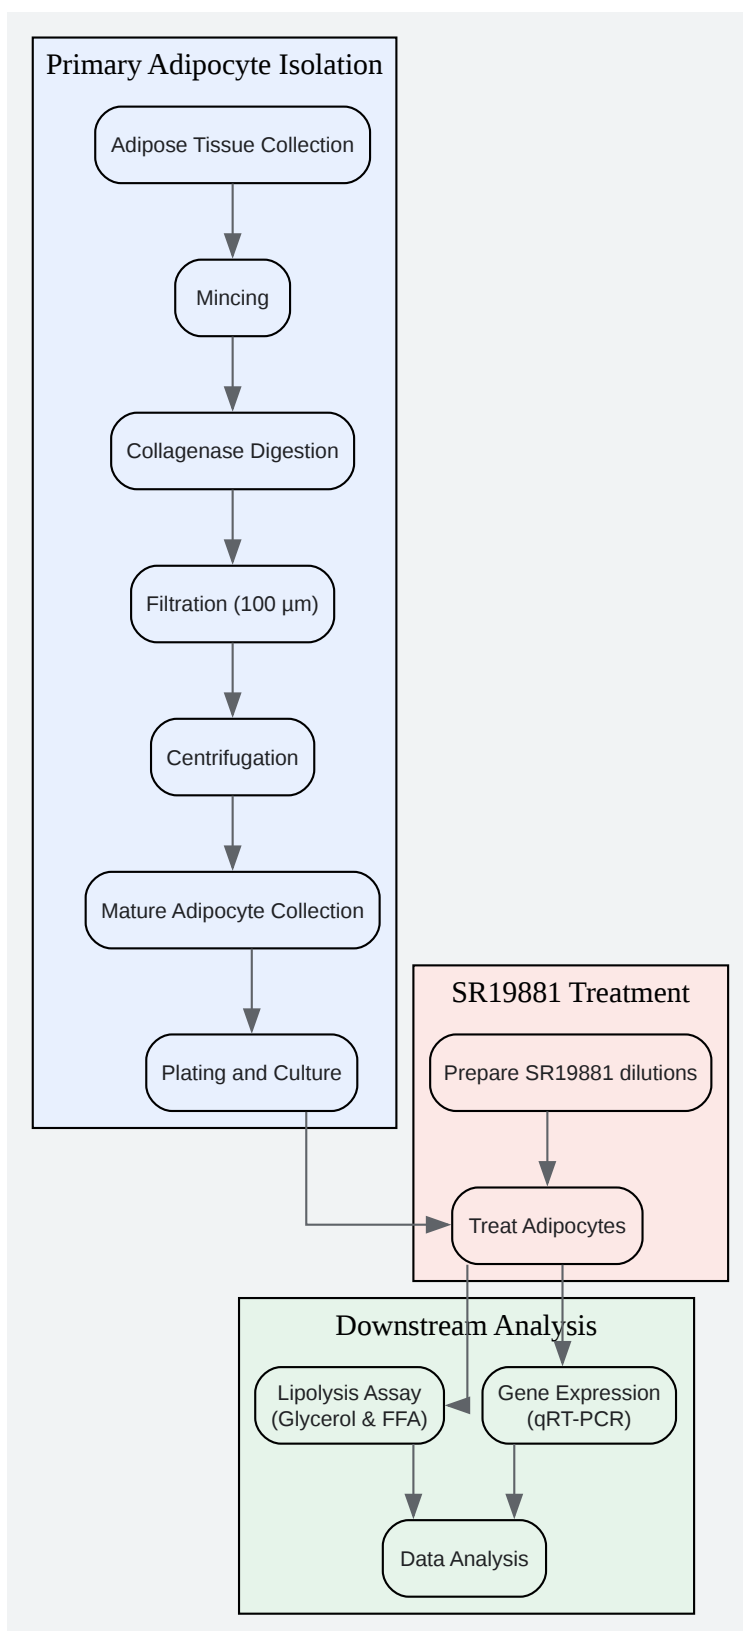 Primary Adipocyte Isolation
Adipose Tissue Collection
Mincing
Collagenase Digestion
Filtration (100 µm)
Centrifugation
Mature Adipocyte Collection
Plating and Culture
SR19881 Treatment
Prepare SR19881 dilutions
Treat Adipocytes
Downstream Analysis
Lipolysis Assay
(Glycerol & FFA)
Gene Expression
(qRT-PCR)
Data Analysis